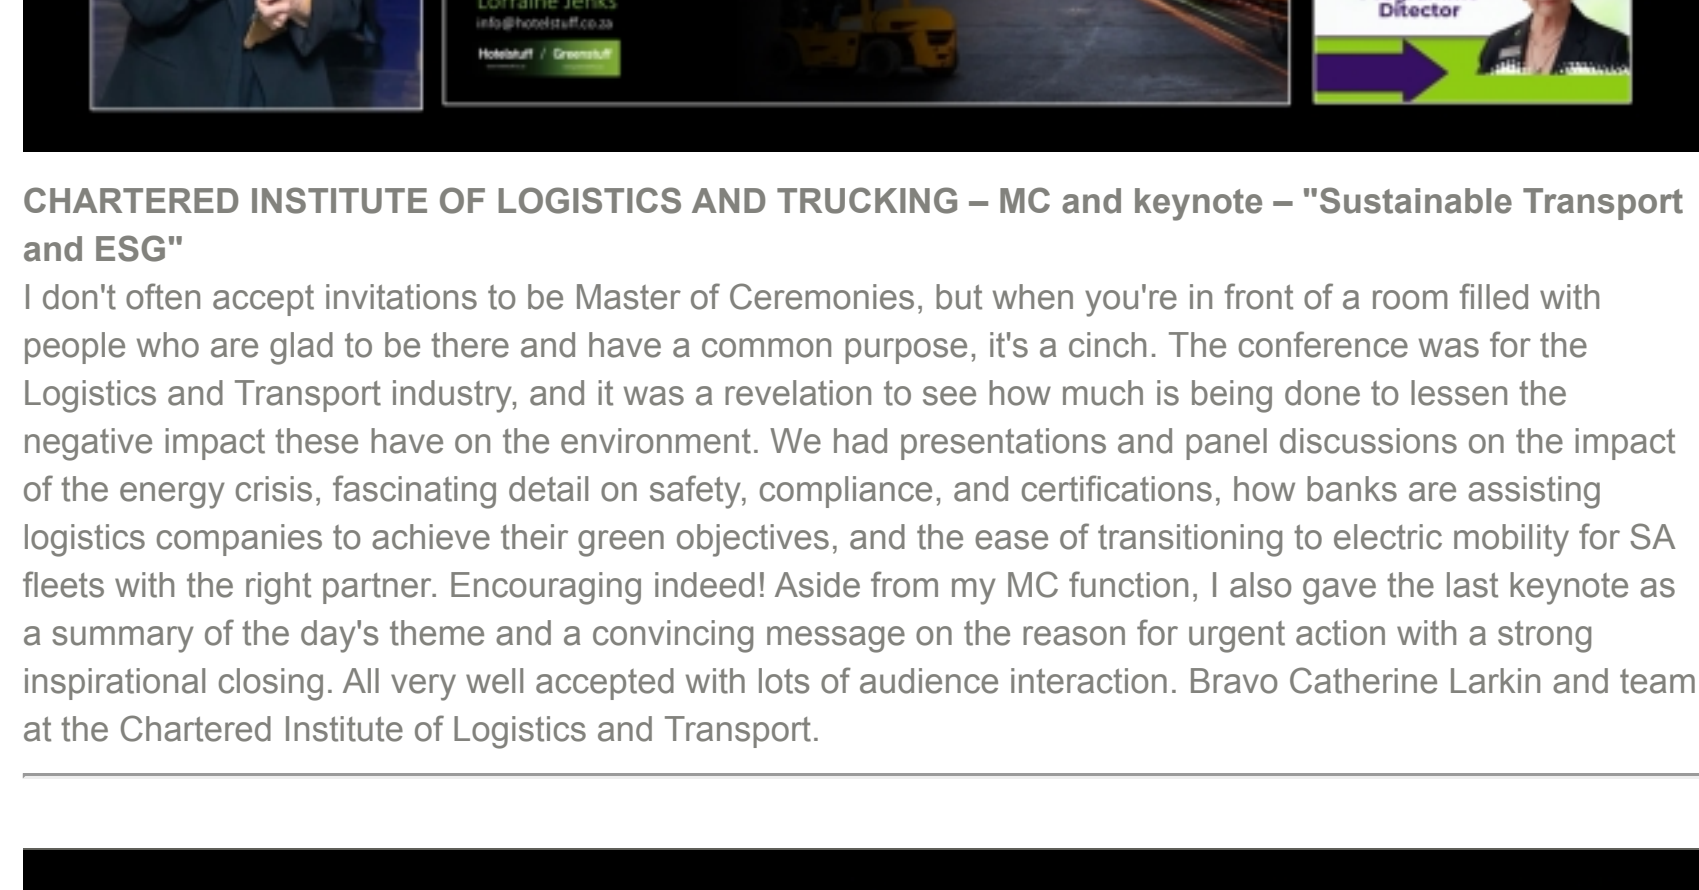 Lorraine Jenks
info@hotelstuff.co.za
Hotelstuff / Greenstuff
Ditector
CHARTERED INSTITUTE OF LOGISTICS AND TRUCKING – MC and keynote – "Sustainable Transport
and ESG"
I don't often accept invitations to be Master of Ceremonies, but when you're in front of a room filled with
people who are glad to be there and have a common purpose, it's a cinch. The conference was for the
Logistics and Transport industry, and it was a revelation to see how much is being done to lessen the
negative impact these have on the environment. We had presentations and panel discussions on the impact
of the energy crisis, fascinating detail on safety, compliance, and certifications, how banks are assisting
logistics companies to achieve their green objectives, and the ease of transitioning to electric mobility for SA
fleets with the right partner. Encouraging indeed! Aside from my MC function, I also gave the last keynote as
a summary of the day's theme and a convincing message on the reason for urgent action with a strong
inspirational closing. All very well accepted with lots of audience interaction. Bravo Catherine Larkin and team
at the Chartered Institute of Logistics and Transport.